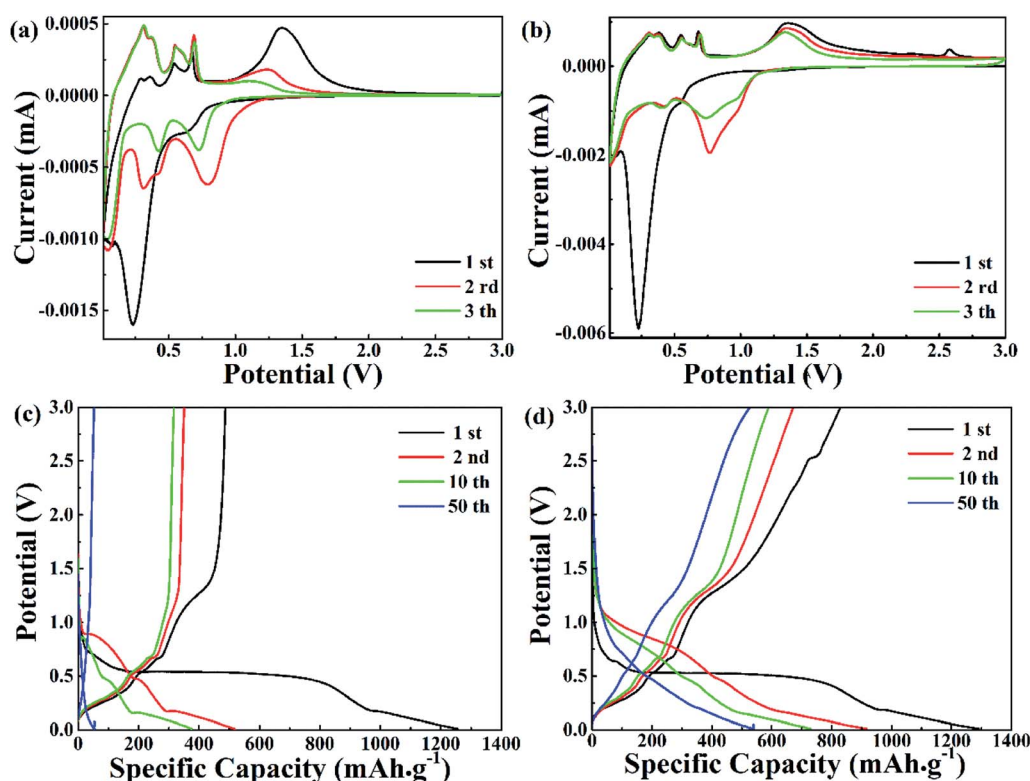 (a)
0.0005
0.0000
-0.0005
-0.0010
-0.0015
Current (mA)
1 st
2 rd
3 th
0.5 1.0 1.5 2.0 2.5 3.0
Potential (V)
(b)
0.000
-0.002
-0.004
-0.006
Current (mA)
1 st
2 rd
3 th
0.5 1.0 1.5 2.0 2.5 3.0
Potential (V)
(c)
3.0
2.5
2.0
1.5
1.0
0.5
0.0
Potential (V)
1 st
2 nd
10 th
50 th
0 200 400 600 800 1000 1200 1400
Specific Capacity (mAh·g⁻¹)
(d)
3.0
2.5
2.0
1.5
1.0
0.5
0.0
Potential (V)
1 st
2 nd
10 th
50 th
0 200 400 600 800 1000 1200 1400
Specific Capacity (mAh·g⁻¹)